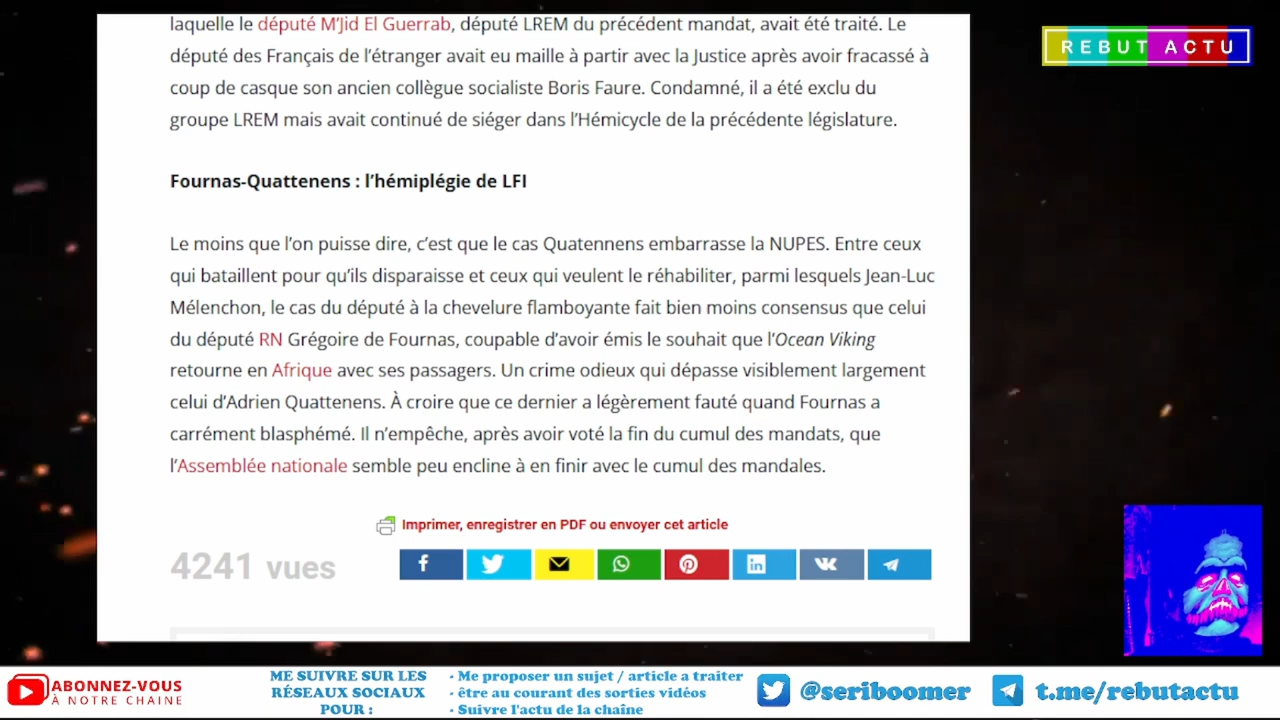 laquelle le député M'Jid El Guerrab, député LREM du précédent mandat, avait été traité. Le
député des Français de l'étranger avait eu maille à partir avec la Justice après avoir fracassé à
coup de casque son ancien collègue socialiste Boris Faure. Condamné, il a été exclu du
groupe LREM mais avait continué de siéger dans l'Hémicycle de la précédente législature.
REBUT ACTU
Fournas-Quattenens : l'hémiplégie de LFI
Le moins que l'on puisse dire, c'est que le cas Quatennens embarrasse la NUPES. Entre ceux
qui bataillent pour qu'ils disparaisse et ceux qui veulent le réhabiliter, parmi lesquels Jean-Luc
Mélenchon, le cas du député à la chevelure flamboyante fait bien moins consensus que celui
du député RN Grégoire de Fournas, coupable d'avoir émis le souhait que l'Ocean Viking
retourne en Afrique avec ses passagers. Un crime odieux qui dépasse visiblement largement
celui d'Adrien Quattenens. À croire que ce dernier a légèrement fauté quand Fournas a
carrément blasphémé. Il n'empêche, après avoir voté la fin du cumul des mandats, que
l'Assemblée nationale semble peu encline à en finir avec le cumul des mandales.
Imprimer, enregistrer en PDF ou envoyer cet article
4241 vues
ABONNEZ-VOUS
À NOTRE CHAINE
ME SUIVRE SUR LES
RÉSEAUX SOCIAUX
POUR :
- Me proposer un sujet / article a traiter
- être au courant des sorties vidéos
- Suivre l'actu de la chaîne
@seriboomer
t.me/rebutactu